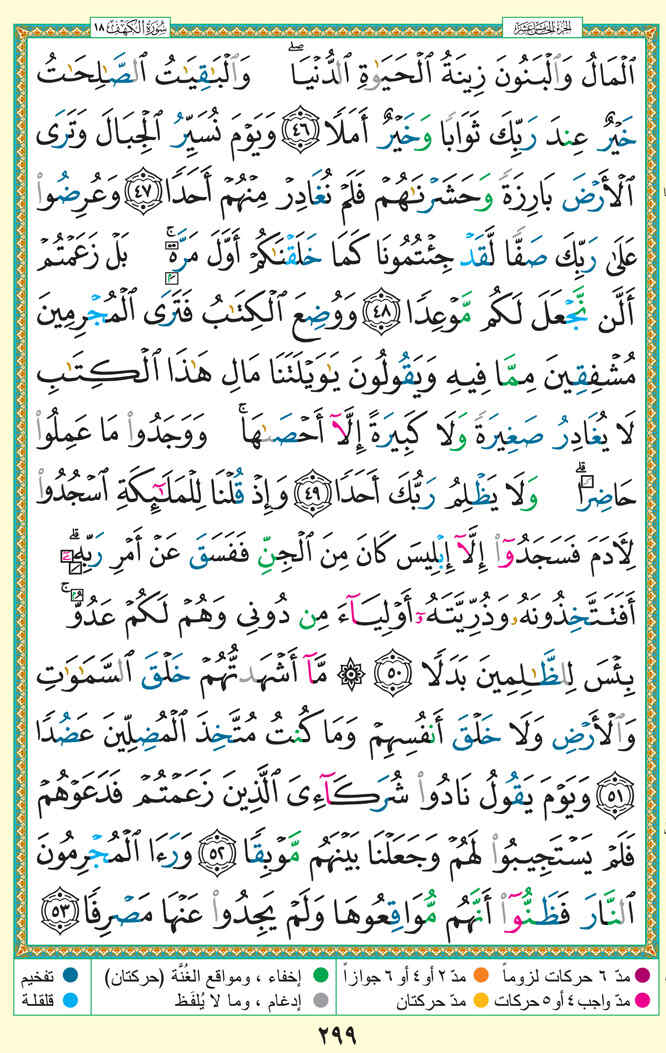 الجزء الخامس عشر
سُورَةُ الكَهْفِ ١٨
ٱلْمَالُ وَٱلْبَنُونَ زِينَةُ ٱلْحَيَوٰةِ ٱلدُّنْيَا ۖ وَٱلْبَٰقِيَٰتُ ٱلصَّٰلِحَٰتُ
خَيْرٌ عِندَ رَبِّكَ ثَوَابًا وَخَيْرٌ أَمَلًا ٤٦ وَيَوْمَ نُسَيِّرُ ٱلْجِبَالَ وَتَرَى
ٱلْأَرْضَ بَارِزَةً وَحَشَرْنَٰهُمْ فَلَمْ نُغَادِرْ مِنْهُمْ أَحَدًا ٤٧ وَعُرِضُوا۟
عَلَىٰ رَبِّكَ صَفًّا لَّقَدْ جِئْتُمُونَا كَمَا خَلَقْنَٰكُمْ أَوَّلَ مَرَّةٍۭ ۚ بَلْ زَعَمْتُمْ
أَلَّن نَّجْعَلَ لَكُم مَّوْعِدًا ٤٨ وَوُضِعَ ٱلْكِتَٰبُ فَتَرَى ٱلْمُجْرِمِينَ
مُشْفِقِينَ مِمَّا فِيهِ وَيَقُولُونَ يَٰوَيْلَتَنَا مَالِ هَٰذَا ٱلْكِتَٰبِ
لَا يُغَادِرُ صَغِيرَةً وَلَا كَبِيرَةً إِلَّآ أَحْصَىٰهَا ۚ وَوَجَدُوا۟ مَا عَمِلُوا۟
حَاضِرًا ۗ وَلَا يَظْلِمُ رَبُّكَ أَحَدًا ٤٩ وَإِذْ قُلْنَا لِلْمَلَٰٓئِكَةِ ٱسْجُدُوا۟
لِأَدَمَ فَسَجَدُوٓا۟ إِلَّآ إِبْلِيسَ كَانَ مِنَ ٱلْجِنِّ فَفَسَقَ عَنْ أَمْرِ رَبِّهِۦٓ ۗ
أَفَتَتَّخِذُونَهُۥ وَذُرِّيَّتَهُۥٓ أَوْلِيَآءَ مِن دُونِى وَهُمْ لَكُمْ عَدُوٌّۢ ۚ
بِئْسَ لِلظَّٰلِمِينَ بَدَلًا ٥٠ ۞ مَّآ أَشْهَدتُّهُمْ خَلْقَ ٱلسَّمَٰوَٰتِ
وَٱلْأَرْضِ وَلَا خَلْقَ أَنفُسِهِمْ وَمَا كُنتُ مُتَّخِذَ ٱلْمُضِلِّينَ عَضُدًا
٥١ وَيَوْمَ يَقُولُ نَادُوا۟ شُرَكَآءِىَ ٱلَّذِينَ زَعَمْتُمْ فَدَعَوْهُمْ
فَلَمْ يَسْتَجِيبُوا۟ لَهُمْ وَجَعَلْنَا بَيْنَهُم مَّوْبِقًا ٥٢ وَرَءَا ٱلْمُجْرِمُونَ
ٱلنَّارَ فَظَنُّوٓا۟ أَنَّهُم مُّوَاقِعُوهَا وَلَمْ يَجِدُوا۟ عَنْهَا مَصْرِفًا ٥٣
مدّ ٦ حركات لزوماً مدّ ٢ أو ٤ أو ٦ جوازاً إخفاء ، ومواقع الغُنَّة (حركتان) تفخيم
مدّ واجب ٤ أو ٥ حركات مدّ حركتان إدغام ، وما لا يُلفَظ قلقلة
٢٩٩